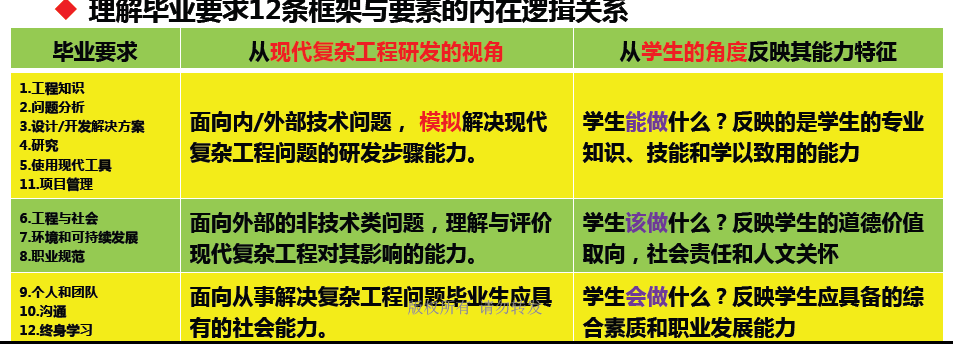 理解毕业要求12条框架与要素的内在逻辑关系
毕业要求
从现代复杂工程研发的视角
从学生的角度反映其能力特征
1.工程知识
2.问题分析
3.设计/开发解决方案
4.研究
5.使用现代工具
11.项目管理
面向内/外部技术问题，模拟解决现代
复杂工程问题的研发步骤能力。
学生能做什么？反映的是学生的专业
知识、技能和学以致用的能力
6.工程与社会
7.环境和可持续发展
8.职业规范
面向外部的非技术类问题，理解与评价
现代复杂工程对其影响的能力。
学生该做什么？反映学生的道德价值
取向，社会责任和人文关怀
9.个人和团队
10.沟通
12.终身学习
面向从事解决复杂工程问题毕业生应具
有的社会能力。
学生会做什么？反映学生应具备的综
合素质和职业发展能力
版权所有 请勿转发